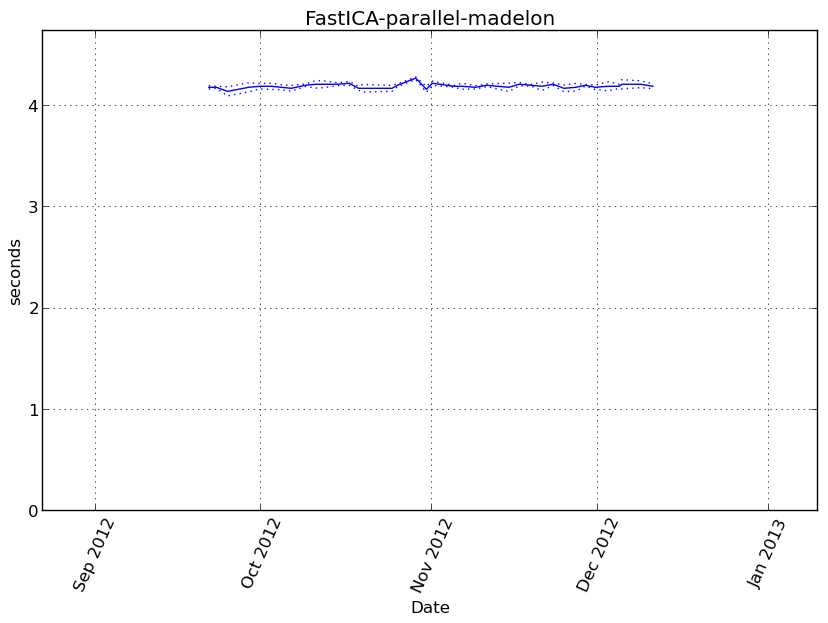 FastICA-parallel-madelon
seconds
4
3
2
1
0
Sep 2012
Oct 2012
Nov 2012
Dec 2012
Jan 2013
Date